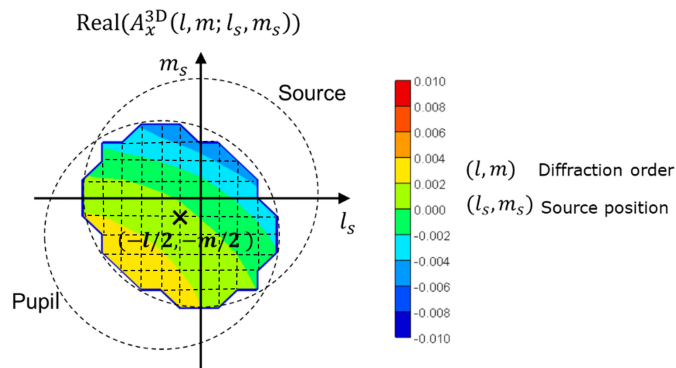 Real(A_x^{3D}(l, m; l_s, m_s))
m_s
Source
l_s
(−l/2, −m/2 )
Pupil
0.010
0.008
0.006
0.004
0.002
0.000
-0.002
-0.004
-0.006
-0.008
-0.010
(l, m) Diffraction order
(l_s, m_s) Source position